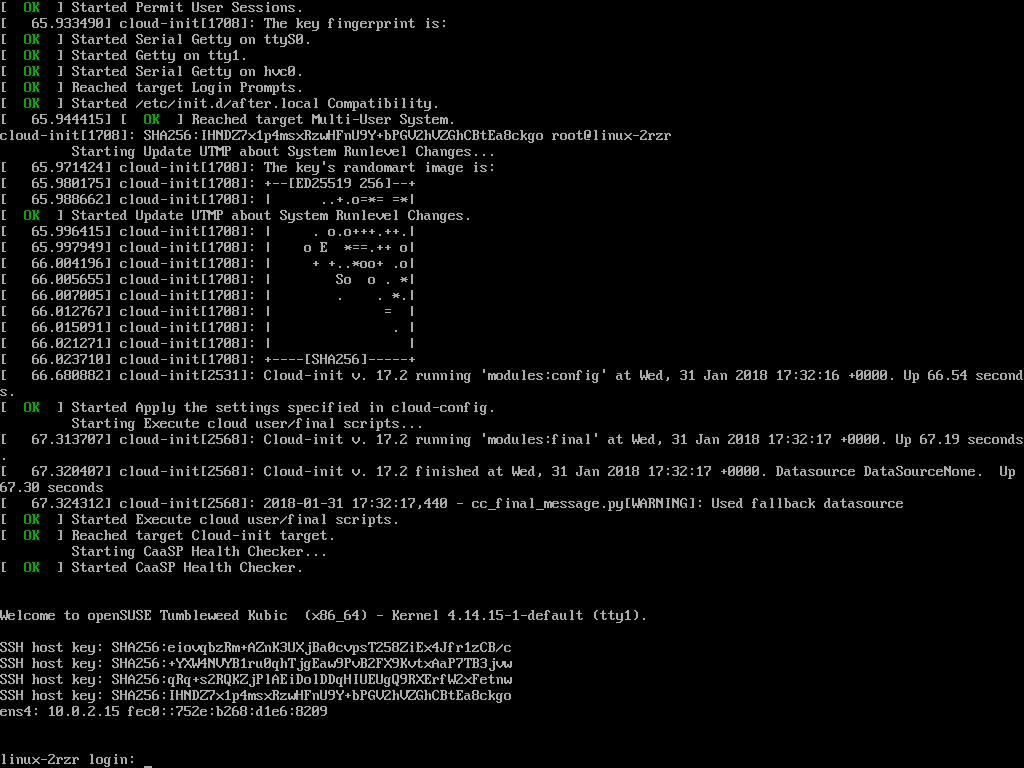 [  OK  ] Started Permit User Sessions.
[   65.933490] cloud-init[1708]: The key fingerprint is:
[  OK  ] Started Serial Getty on ttyS0.
[  OK  ] Started Getty on tty1.
[  OK  ] Started Serial Getty on hvc0.
[  OK  ] Reached target Login Prompts.
[  OK  ] Started /etc/init.d/after.local Compatibility.
[   65.944415] [  OK  ] Reached target Multi-User System.
cloud-init[1708]: SHA256:IHNDZ7x1p4msxRzwHFnU9Y+bPGV2hVZGhCBtEa8ckgo root@linux-2rzr
         Starting Update UTMP about System Runlevel Changes...
[   65.971424] cloud-init[1708]: The key's randomart image is:
[   65.980175] cloud-init[1708]: +--[ED25519 256]--+
[   65.988662] cloud-init[1708]: |      ..+.o=*= =*|
[  OK  ] Started Update UTMP about System Runlevel Changes.
[   65.996415] cloud-init[1708]: |     . o.o+++.++.|
[   65.997949] cloud-init[1708]: |    o E  *==.++ o|
[   66.004196] cloud-init[1708]: |     + +..*oo+ .o|
[   66.005655] cloud-init[1708]: |        So  o . *|
[   66.007005] cloud-init[1708]: |        .    . *.|
[   66.012767] cloud-init[1708]: |              =  |
[   66.015091] cloud-init[1708]: |               . |
[   66.021271] cloud-init[1708]: |                 |
[   66.023710] cloud-init[1708]: +----[SHA256]-----+
[   66.680882] cloud-init[2531]: Cloud-init v. 17.2 running 'modules:config' at Wed, 31 Jan 2018 17:32:16 +0000. Up 66.54 second
s.
[  OK  ] Started Apply the settings specified in cloud-config.
         Starting Execute cloud user/final scripts...
[   67.313707] cloud-init[2568]: Cloud-init v. 17.2 running 'modules:final' at Wed, 31 Jan 2018 17:32:17 +0000. Up 67.19 seconds
.
[   67.320407] cloud-init[2568]: Cloud-init v. 17.2 finished at Wed, 31 Jan 2018 17:32:17 +0000. Datasource DataSourceNone.  Up
67.30 seconds
[   67.324312] cloud-init[2568]: 2018-01-31 17:32:17,440 - cc_final_message.py[WARNING]: Used fallback datasource
[  OK  ] Started Execute cloud user/final scripts.
[  OK  ] Reached target Cloud-init target.
         Starting CaaSP Health Checker...
[  OK  ] Started CaaSP Health Checker.
Welcome to openSUSE Tumbleweed Kubic  (x86_64) - Kernel 4.14.15-1-default (tty1).
SSH host key: SHA256:eiovqbzRm+AZnK3UXjBa0cvpsT258ZiEx4Jfr1zCB/c
SSH host key: SHA256:+YXW4NVYB1ru0qhTjgEaw9PvB2FX9KvtxAaP7TB3jvw
SSH host key: SHA256:qRq+s2RQKZjPlAEiDolDDqHIUEUgQ9RXErfW2xFetnw
SSH host key: SHA256:IHNDZ7x1p4msxRzwHFnU9Y+bPGV2hVZGhCBtEa8ckgo
ens4: 10.0.2.15 fec0::752e:b268:d1e6:8209
linux-2rzr login: _